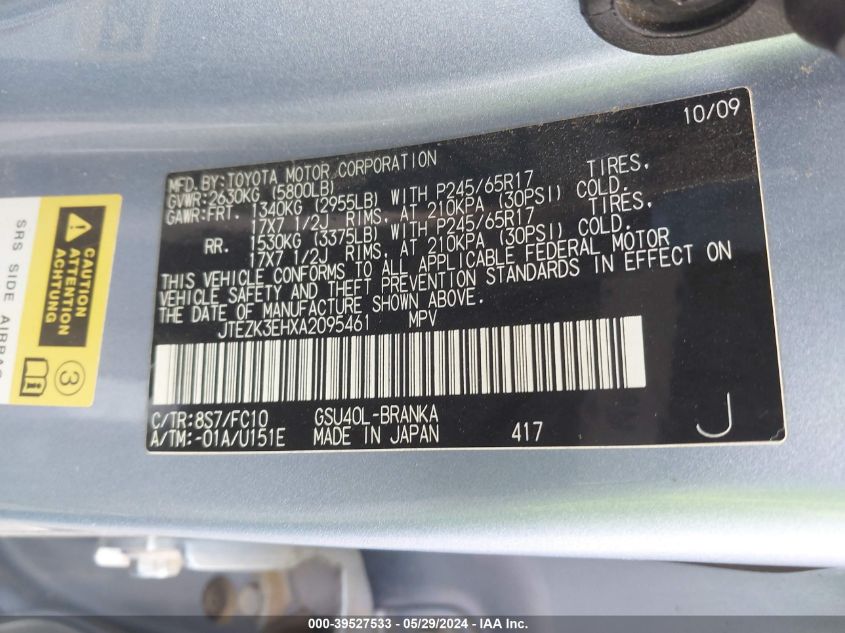 10/09
MFD.BY:TOYOTA MOTOR CORPORATION
GVWR:2630KG (5800LB)
GAWR:FRT. 1340KG (2955LB) WITH P245/65R17 TIRES,
17X7 1/2J RIMS, AT 210KPA (30PSI) COLD.
RR. 1530KG (3375LB) WITH P245/65R17 TIRES,
17X7 1/2J RIMS, AT 210KPA (30PSI) COLD.
THIS VEHICLE CONFORMS TO ALL APPLICABLE FEDERAL MOTOR
VEHICLE SAFETY AND THEFT PREVENTION STANDARDS IN EFFECT ON
THE DATE OF MANUFACTURE SHOWN ABOVE.
JTEZK3EHXA2095461 MPV
C/TR:8S7/FC10 GSU40L-BRANKA
A/TM:-01A/U151E MADE IN JAPAN 417 J
CAUTION
ATTENTION
ACHTUNG
SRS SIDE AIRBAG
3
000-39527533 - 05/29/2024 - IAA Inc.